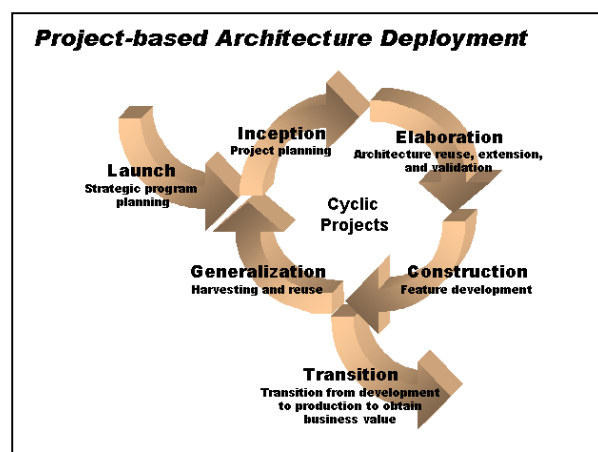 Project-based Architecture Deployment
Inception
Project planning
Elaboration
Architecture reuse, extension,
and validation
Launch
Strategic program
planning
Cyclic
Projects
Generalization
Harvesting and reuse
Construction
Feature development
Transition
Transition from development
to production to obtain
business value